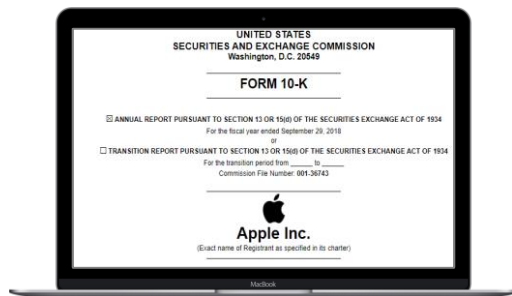 UNITED STATES
SECURITIES AND EXCHANGE COMMISSION
Washington, D.C. 20549
FORM 10-K
☒ ANNUAL REPORT PURSUANT TO SECTION 13 OR 15(d) OF THE SECURITIES EXCHANGE ACT OF 1934
For the fiscal year ended September 29, 2018
or
☐ TRANSITION REPORT PURSUANT TO SECTION 13 OR 15(d) OF THE SECURITIES EXCHANGE ACT OF 1934
For the transition period from ______ to ______
Commission File Number: 001-36743
Apple Inc.
(Exact name of Registrant as specified in its charter)
MacBook